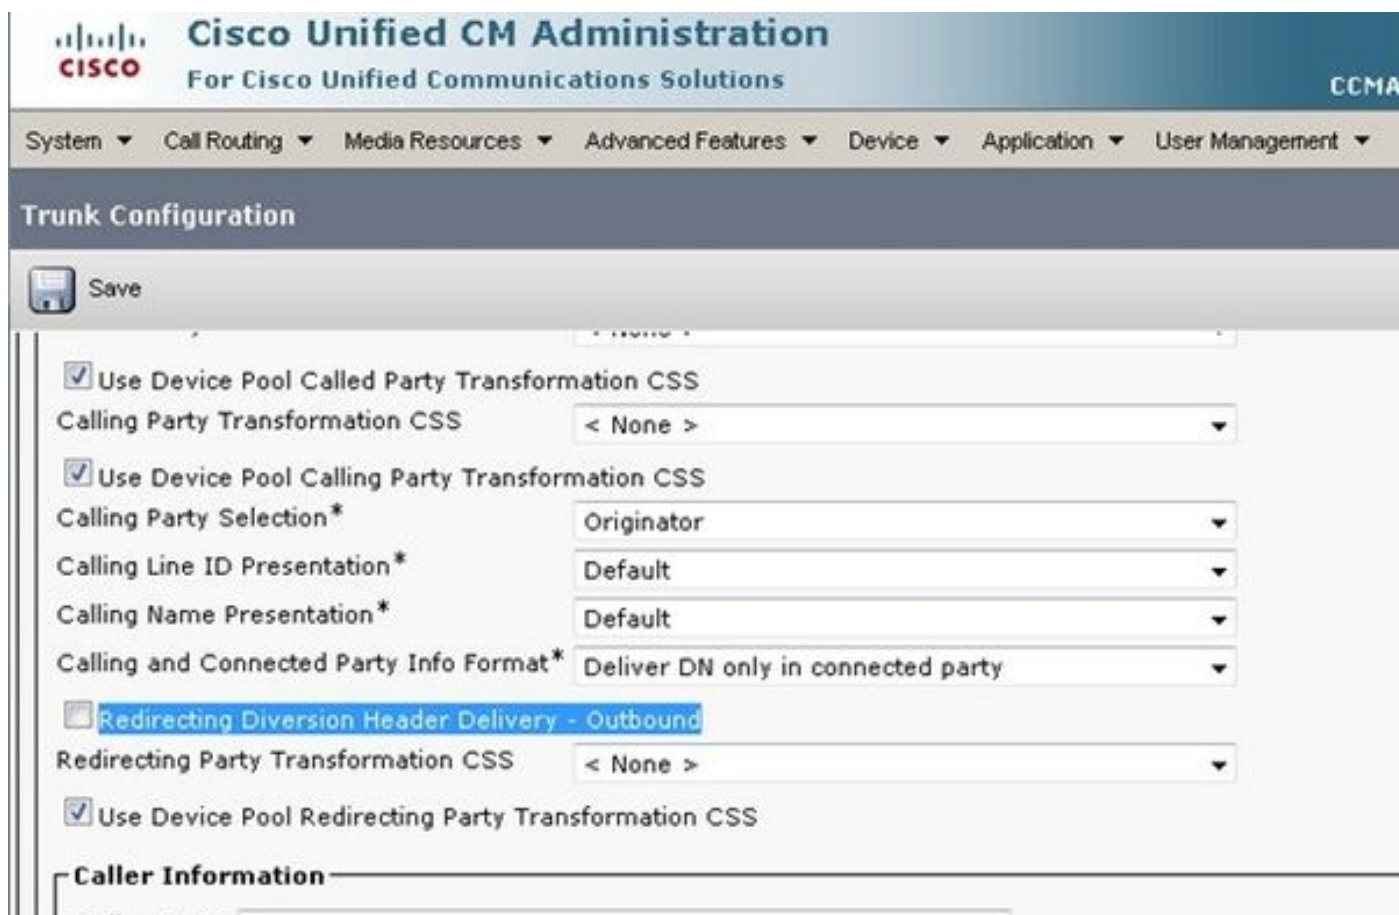 CISCO
Cisco Unified CM Administration
For Cisco Unified Communications Solutions
CCMA
System
Call Routing
Media Resources
Advanced Features
Device
Application
User Management
Trunk Configuration
Save
Use Device Pool Called Party Transformation CSS
Calling Party Transformation CSS < None >
Use Device Pool Calling Party Transformation CSS
Calling Party Selection* Originator
Calling Line ID Presentation* Default
Calling Name Presentation* Default
Calling and Connected Party Info Format* Deliver DN only in connected party
Redirecting Diversion Header Delivery - Outbound
Redirecting Party Transformation CSS < None >
Use Device Pool Redirecting Party Transformation CSS
Caller Information